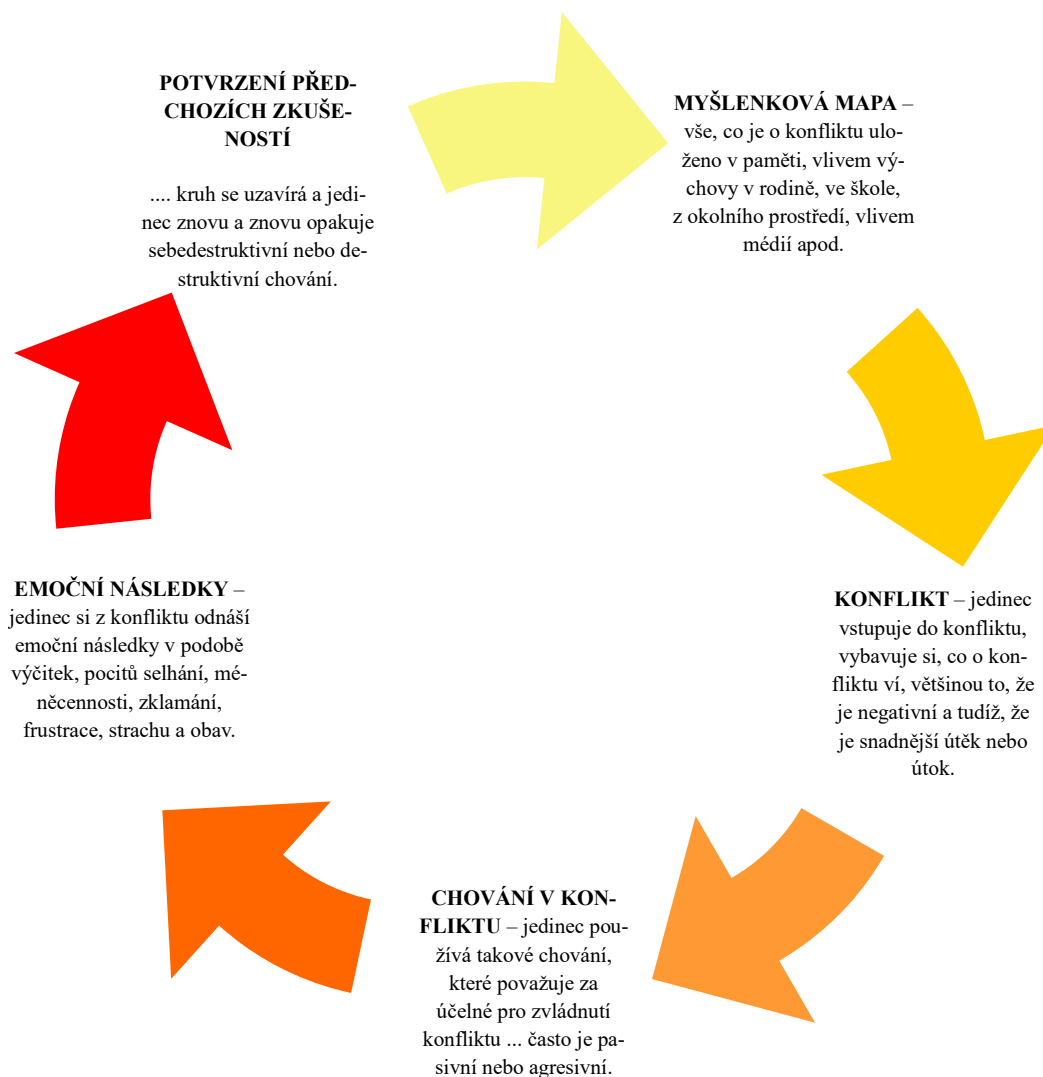 POTVRZENÍ PŘED-
CHOZÍCH ZKUŠE-
NOSTÍ
.... kruh se uzavírá a jedi-
nec znovu a znovu opakuje
sebedestruktivní nebo de-
struktivní chování.
MYŠLENKOVÁ MAPA –
vše, co je o konfliktu ulo-
ženo v paměti, vlivem vý-
chovy v rodině, ve škole,
z okolního prostředí, vlivem
médií apod.
KONFLIKT – jedinec
vstupuje do konfliktu,
vybavuje si, co o kon-
fliktu ví, většinou to, že
je negativní a tudíž, že
je snadnější útěk nebo
útok.
CHOVÁNÍ V KON-
FLIKTU – jedinec pou-
žívá takové chování,
které považuje za
účelné pro zvládnutí
konfliktu ... často je pa-
sivní nebo agresivní.
EMOČNÍ NÁSLEDKY –
jedinec si z konfliktu odnáší
emoční následky v podobě
výčitek, pocitů selhání, mé-
něcennosti, zklamání,
frustrace, strachu a obav.